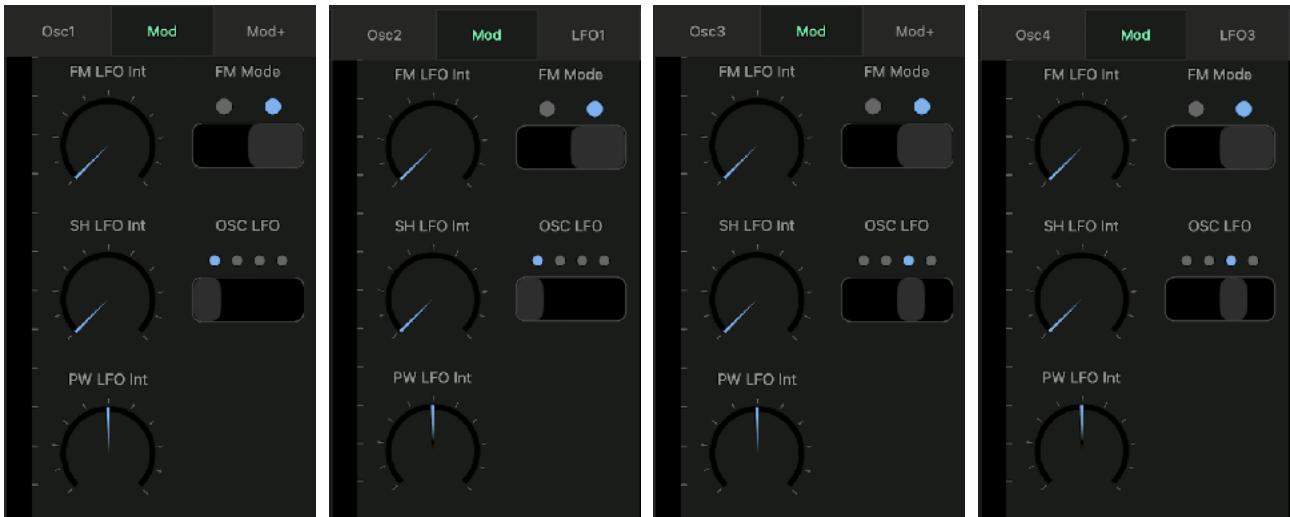 Osc1 Mod Mod+
FM LFO Int FM Mode
SH LFO Int OSC LFO
PW LFO Int
Osc2 Mod LFO1
FM LFO Int FM Mode
SH LFO Int OSC LFO
PW LFO Int
Osc3 Mod Mod+
FM LFO Int FM Mode
SH LFO Int OSC LFO
PW LFO Int
Osc4 Mod LFO3
FM LFO Int FM Mode
SH LFO Int OSC LFO
PW LFO Int